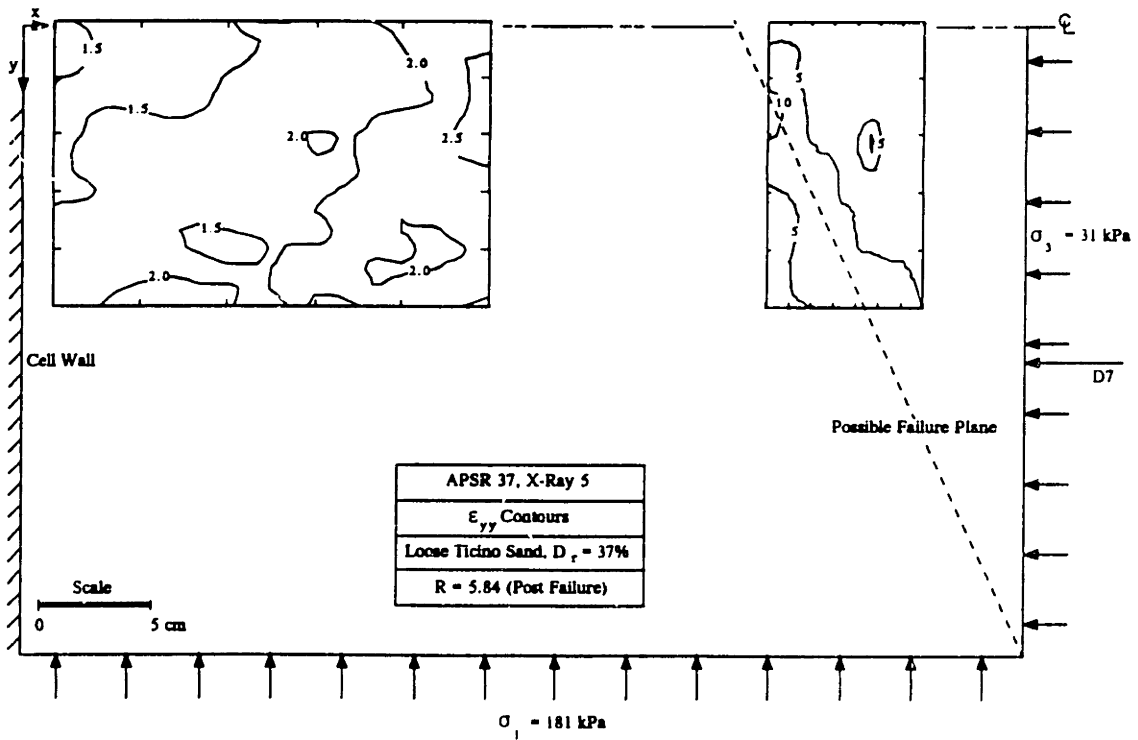 x
y
1.5
2.0
1.5
2.0
2.5
1.5
2.0
2.0
5
10
5
5
℄
σ3 = 31 kPa
Cell Wall
D7
Possible Failure Plane
APSR 37, X-Ray 5
εyy Contours
Loose Ticino Sand, Dr = 37%
R = 5.84 (Post Failure)
Scale
0 5 cm
σ1 = 181 kPa